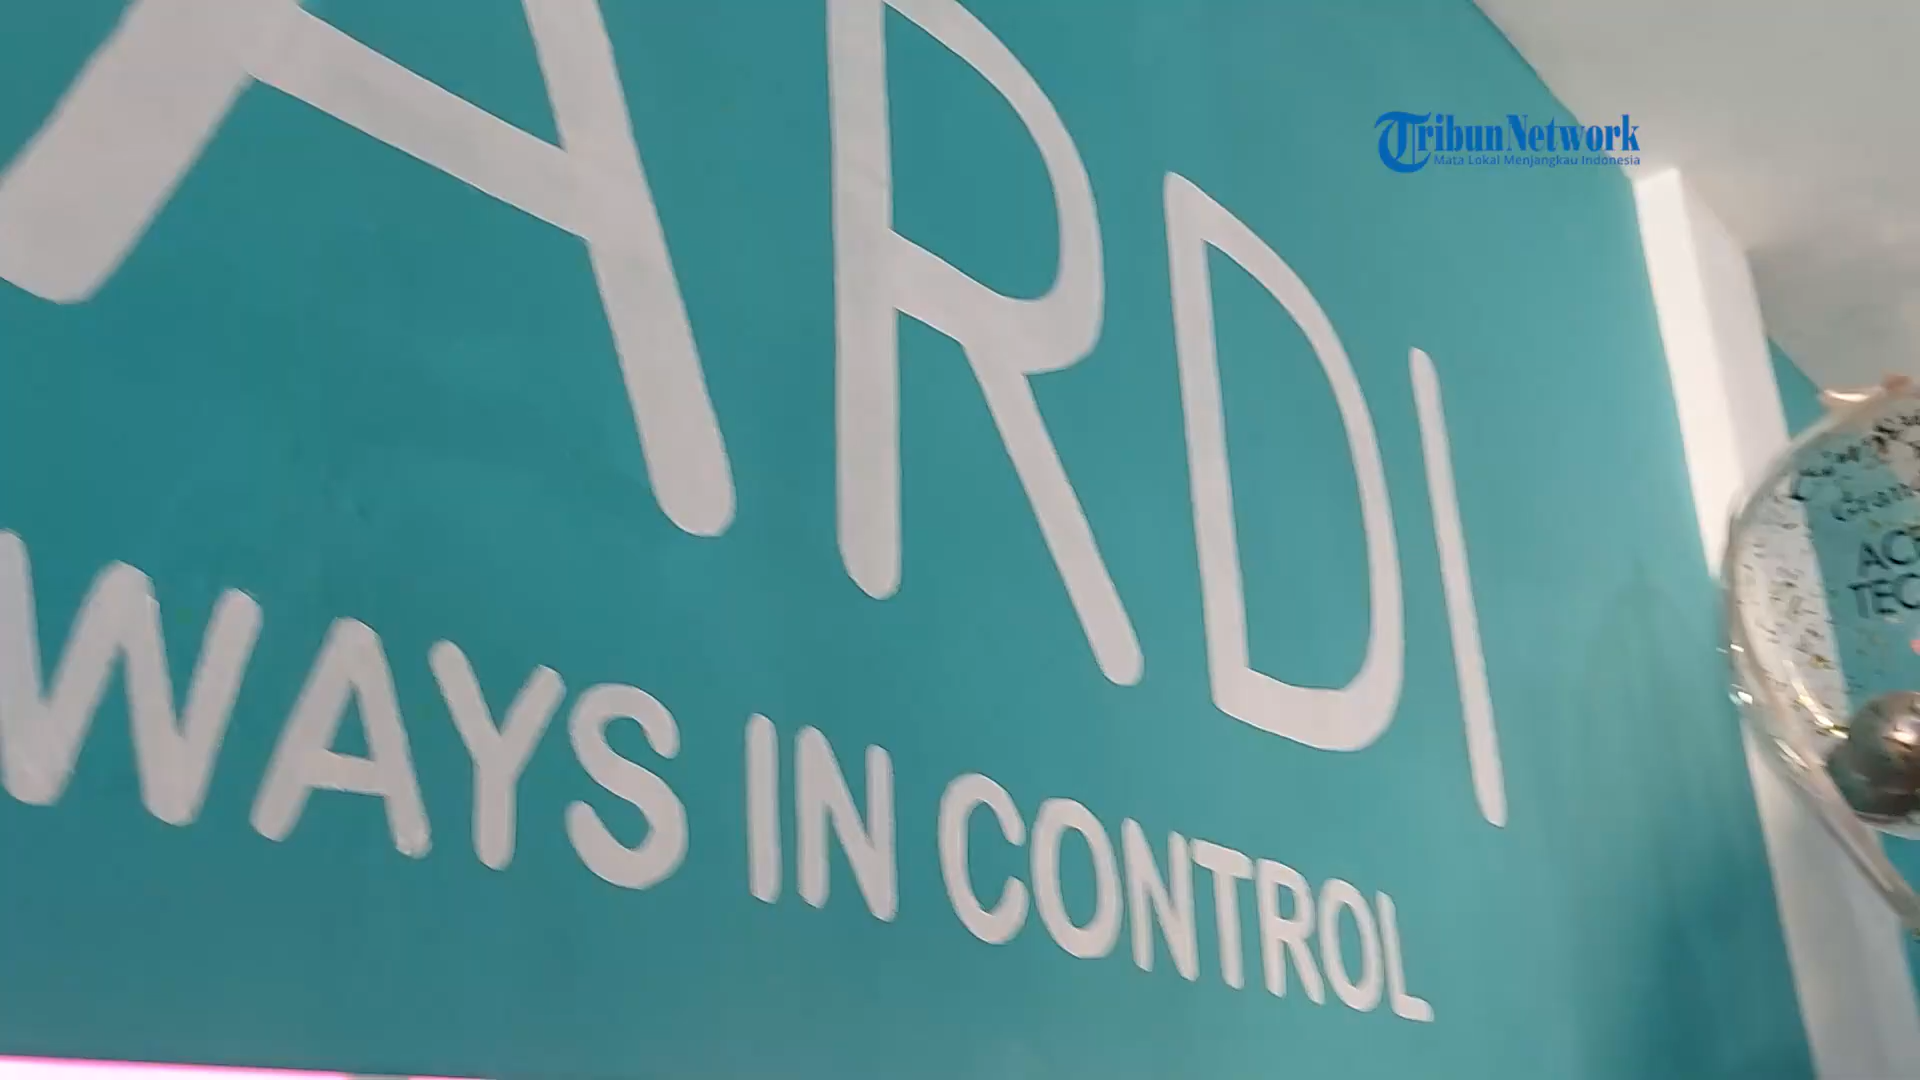 ARDI
WAYS IN CONTROL
TribunNetwork
Mata Lokal Menjangkau Indonesia